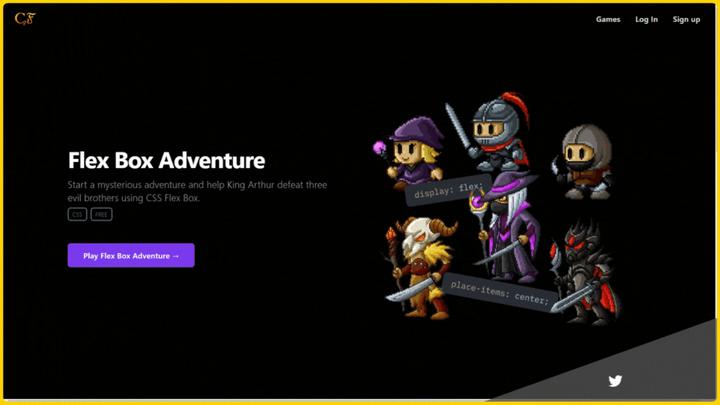 CF
Games Log In Sign up
Flex Box Adventure
Start a mysterious adventure and help King Arthur defeat three
evil brothers using CSS Flex Box.
CSS FREE
Play Flex Box Adventure →
display: flex;
place-items: center;